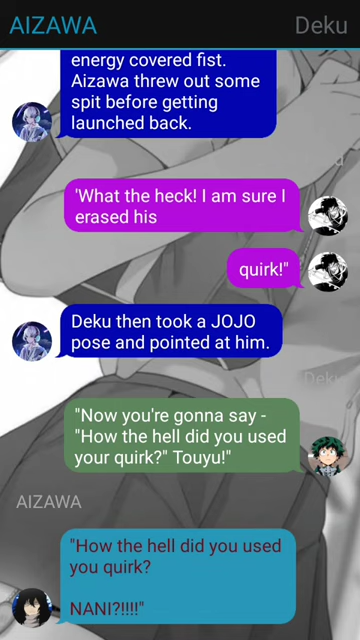 AIZAWA Deku
energy covered fist.
Aizawa threw out some
spit before getting
launched back.
'What the heck! I am sure I
erased his
quirk!"
Deku then took a JOJO
pose and pointed at him.
Deku
"Now you're gonna say -
"How the hell did you used
your quirk?" Touyu!"
AIZAWA
"How the hell did you used
you quirk?
NANI?!!!!"